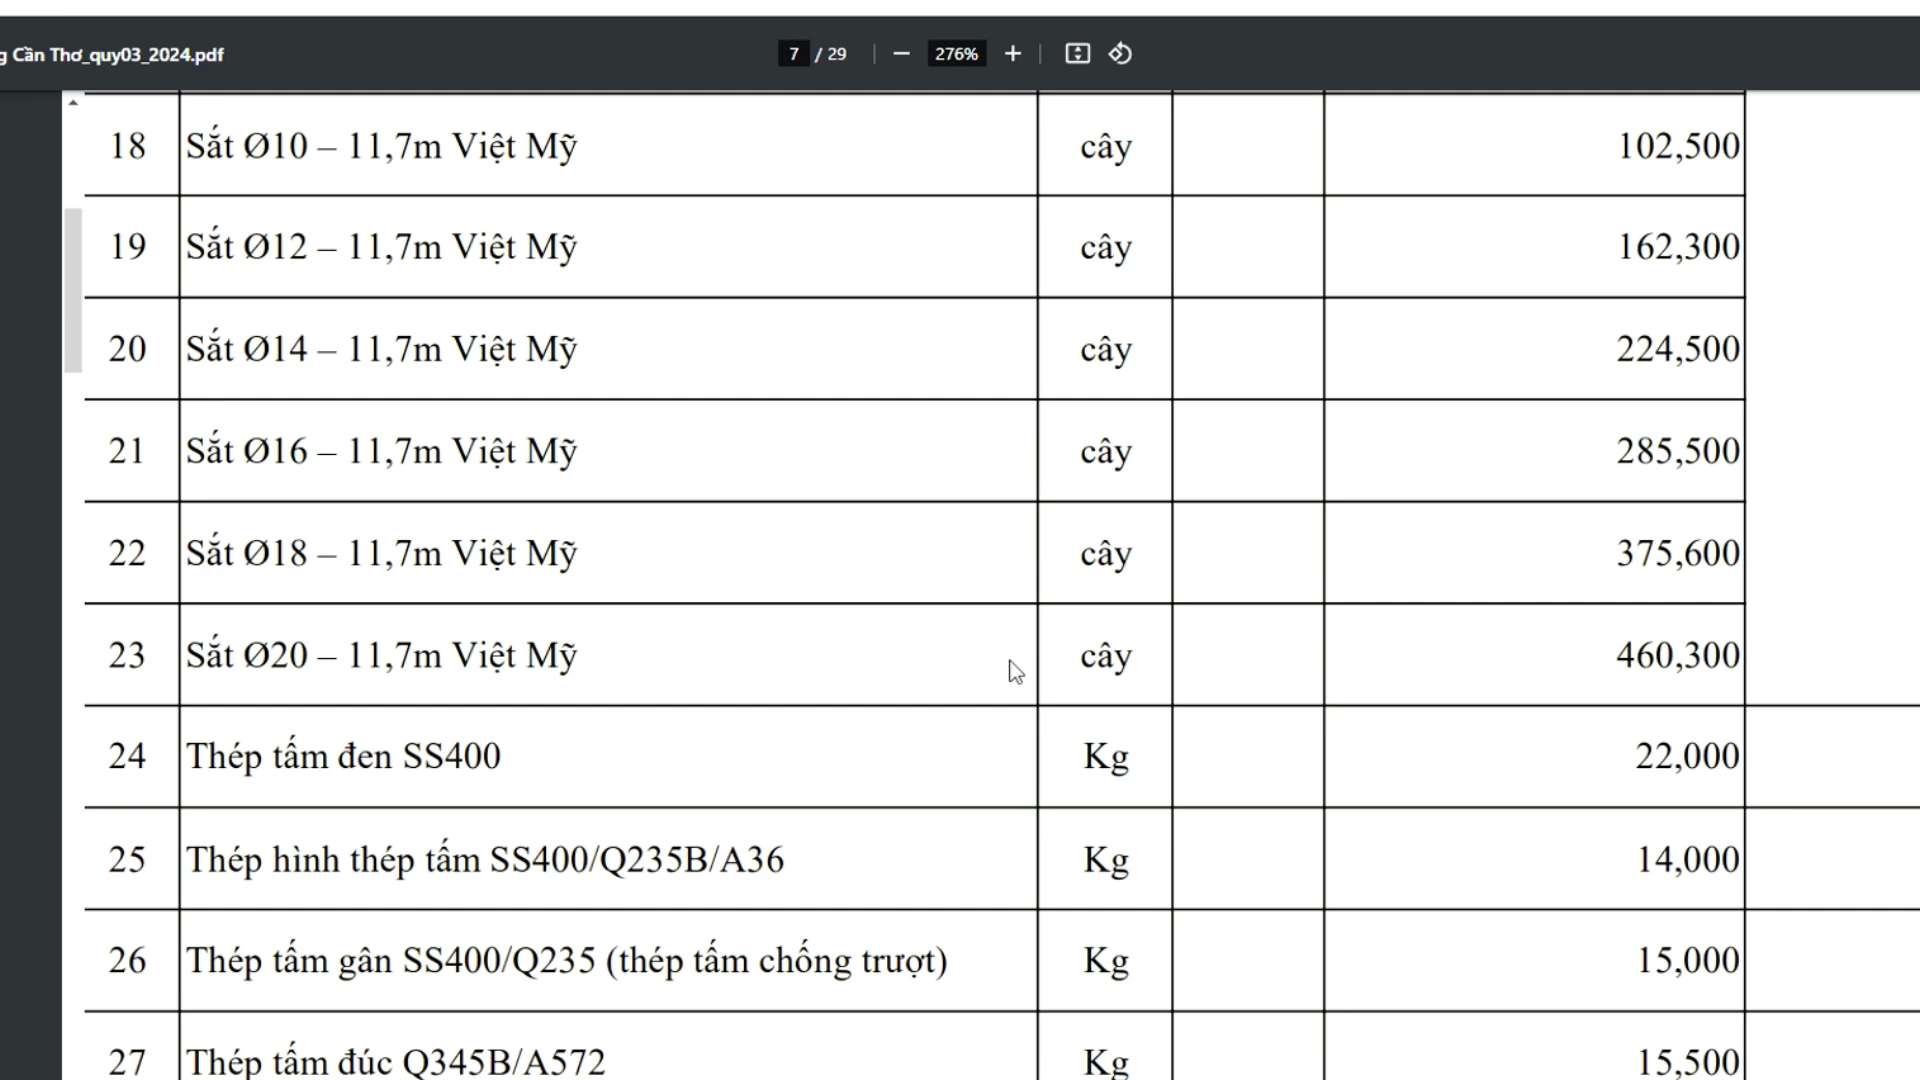 g Cần Thơ_quy03_2024.pdf 7 / 29 276%
18 Sắt Ø10 – 11,7m Việt Mỹ cây 102,500
19 Sắt Ø12 – 11,7m Việt Mỹ cây 162,300
20 Sắt Ø14 – 11,7m Việt Mỹ cây 224,500
21 Sắt Ø16 – 11,7m Việt Mỹ cây 285,500
22 Sắt Ø18 – 11,7m Việt Mỹ cây 375,600
23 Sắt Ø20 – 11,7m Việt Mỹ cây 460,300
24 Thép tấm đen SS400 Kg 22,000
25 Thép hình thép tấm SS400/Q235B/A36 Kg 14,000
26 Thép tấm gân SS400/Q235 (thép tấm chống trượt) Kg 15,000
27 Thép tấm đúc Q345B/A572 Kg 15,500